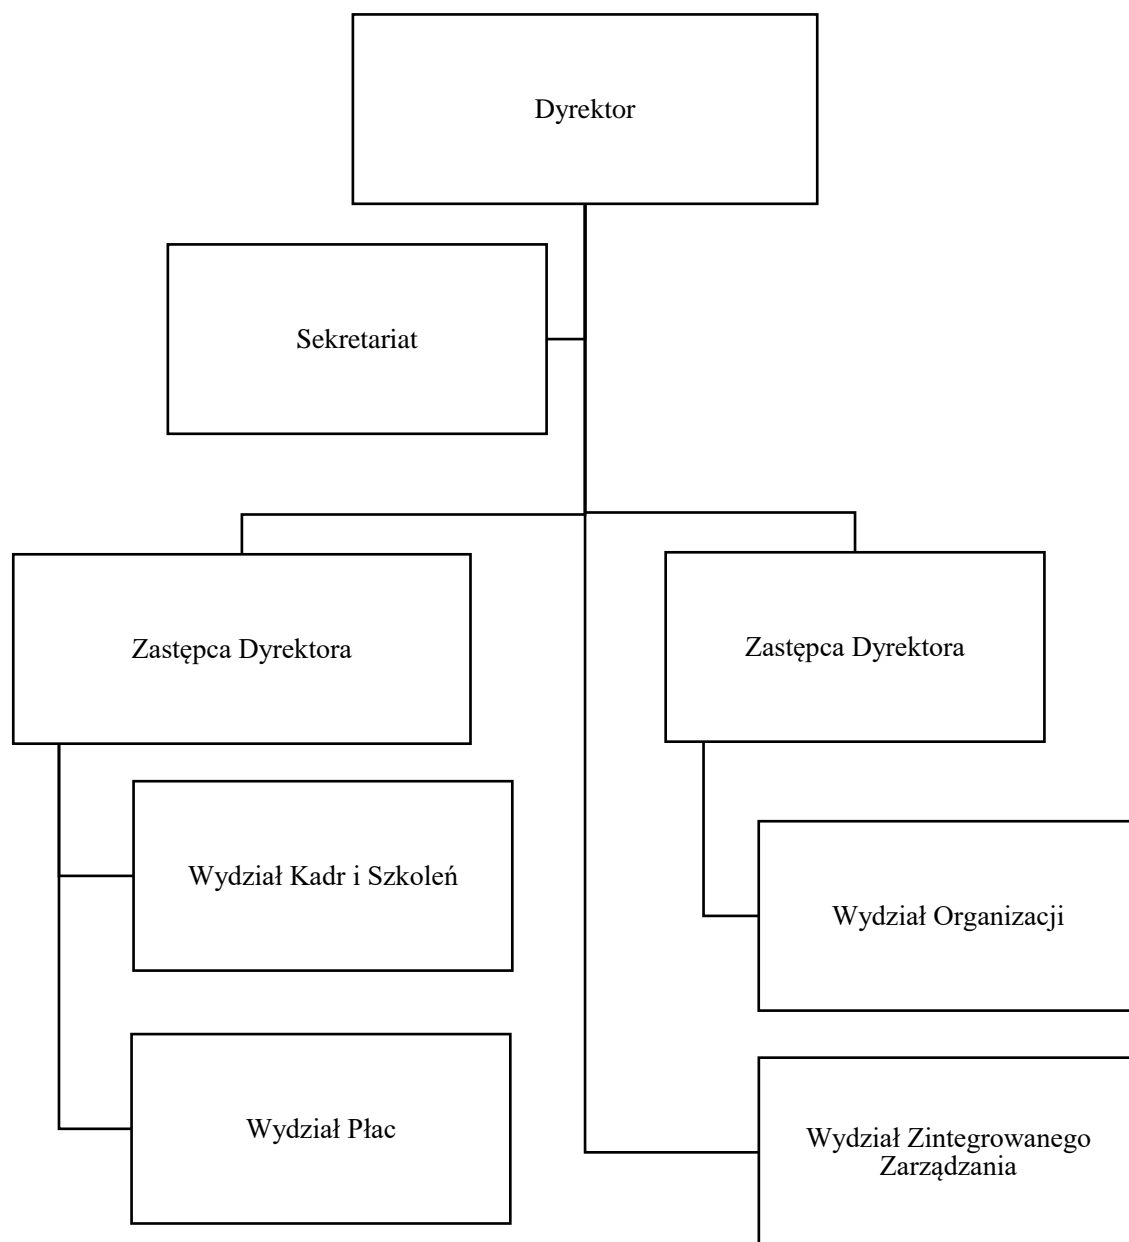 Dyrektor
Sekretariat
Zastępca Dyrektora
Zastępca Dyrektora
Wydział Kadr i Szkoleń
Wydział Organizacji
Wydział Płac
Wydział Zintegrowanego
Zarządzania